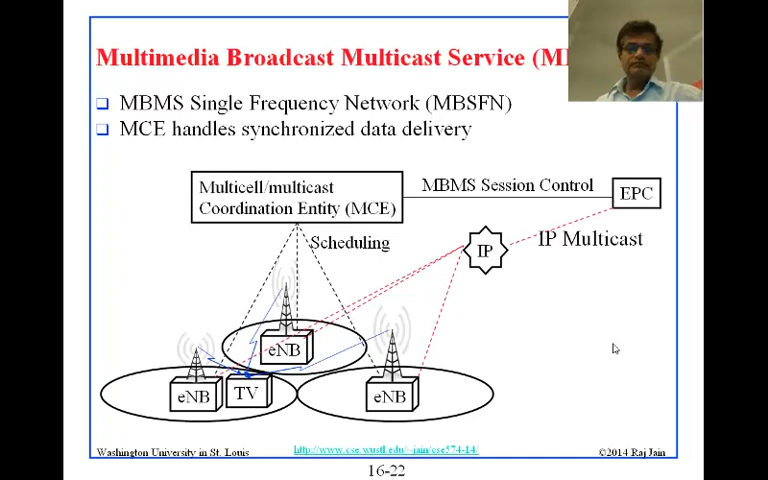 Multimedia Broadcast Multicast Service (M
MBMS Single Frequency Network (MBSFN)
MCE handles synchronized data delivery
Multicell/multicast
Coordination Entity (MCE)
MBMS Session Control
EPC
Scheduling
IP
IP Multicast
eNB
eNB
TV
eNB
Washington University in St. Louis
http://www.cse.wustl.edu/~jain/cse574-14/
©2014 Raj Jain
16-22